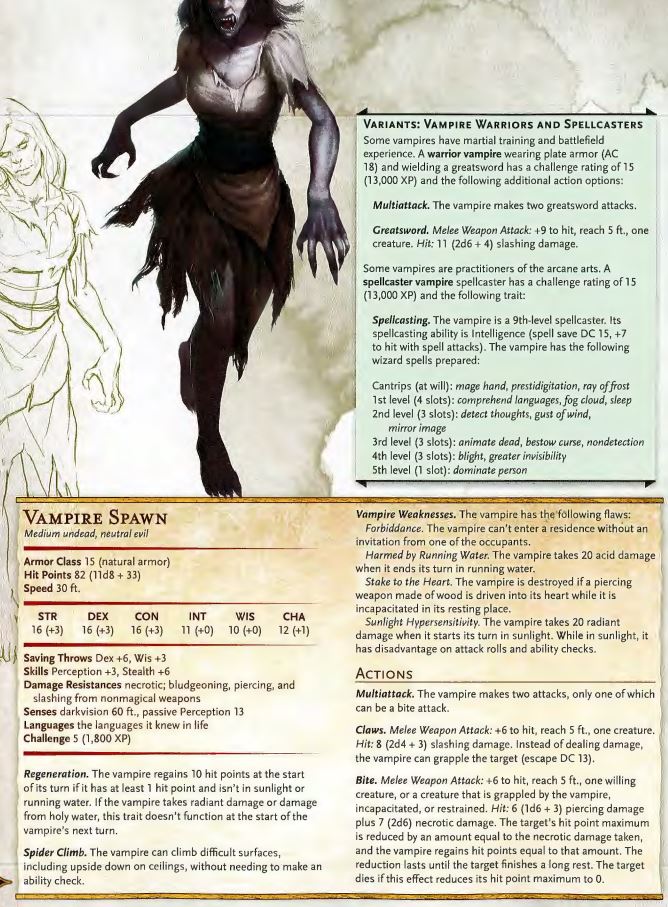 VARIANTS: VAMPIRE WARRIORS AND SPELLCASTERS
Some vampires have martial training and battlefield
experience. A warrior vampire wearing plate armor (AC
18) and wielding a greatsword has a challenge rating of 15
(13,000 XP) and the following additional action options:
Multiattack. The vampire makes two greatsword attacks.
Greatsword. Melee Weapon Attack: +9 to hit, reach 5 ft., one
creature. Hit: 11 (2d6 + 4) slashing damage.
Some vampires are practitioners of the arcane arts. A
spellcaster vampire spellcaster has a challenge rating of 15
(13,000 XP) and the following trait:
Spellcasting. The vampire is a 9th-level spellcaster. Its
spellcasting ability is Intelligence (spell save DC 15, +7
to hit with spell attacks). The vampire has the following
wizard spells prepared:
Cantrips (at will): mage hand, prestidigitation, ray of frost
1st level (4 slots): comprehend languages, fog cloud, sleep
2nd level (3 slots): detect thoughts, gust of wind,
mirror image
3rd level (3 slots): animate dead, bestow curse, nondetection
4th level (3 slots): blight, greater invisibility
5th level (1 slot): dominate person
VAMPIRE SPAWN
Medium undead, neutral evil
Armor Class 15 (natural armor)
Hit Points 82 (11d8 + 33)
Speed 30 ft.
STR DEX CON INT WIS CHA
16 (+3) 16 (+3) 16 (+3) 11 (+0) 10 (+0) 12 (+1)
Saving Throws Dex +6, Wis +3
Skills Perception +3, Stealth +6
Damage Resistances necrotic; bludgeoning, piercing, and
slashing from nonmagical weapons
Senses darkvision 60 ft., passive Perception 13
Languages the languages it knew in life
Challenge 5 (1,800 XP)
Regeneration. The vampire regains 10 hit points at the start
of its turn if it has at least 1 hit point and isn't in sunlight or
running water. If the vampire takes radiant damage or damage
from holy water, this trait doesn't function at the start of the
vampire's next turn.
Spider Climb. The vampire can climb difficult surfaces,
including upside down on ceilings, without needing to make an
ability check.
Vampire Weaknesses. The vampire has the following flaws:
Forbiddance. The vampire can't enter a residence without an
invitation from one of the occupants.
Harmed by Running Water. The vampire takes 20 acid damage
when it ends its turn in running water.
Stake to the Heart. The vampire is destroyed if a piercing
weapon made of wood is driven into its heart while it is
incapacitated in its resting place.
Sunlight Hypersensitivity. The vampire takes 20 radiant
damage when it starts its turn in sunlight. While in sunlight, it
has disadvantage on attack rolls and ability checks.
ACTIONS
Multiattack. The vampire makes two attacks, only one of which
can be a bite attack.
Claws. Melee Weapon Attack: +6 to hit, reach 5 ft., one creature.
Hit: 8 (2d4 + 3) slashing damage. Instead of dealing damage,
the vampire can grapple the target (escape DC 13).
Bite. Melee Weapon Attack: +6 to hit, reach 5 ft., one willing
creature, or a creature that is grappled by the vampire,
incapacitated, or restrained. Hit: 6 (1d6 + 3) piercing damage
plus 7 (2d6) necrotic damage. The target's hit point maximum
is reduced by an amount equal to the necrotic damage taken,
and the vampire regains hit points equal to that amount. The
reduction lasts until the target finishes a long rest. The target
dies if this effect reduces its hit point maximum to 0.